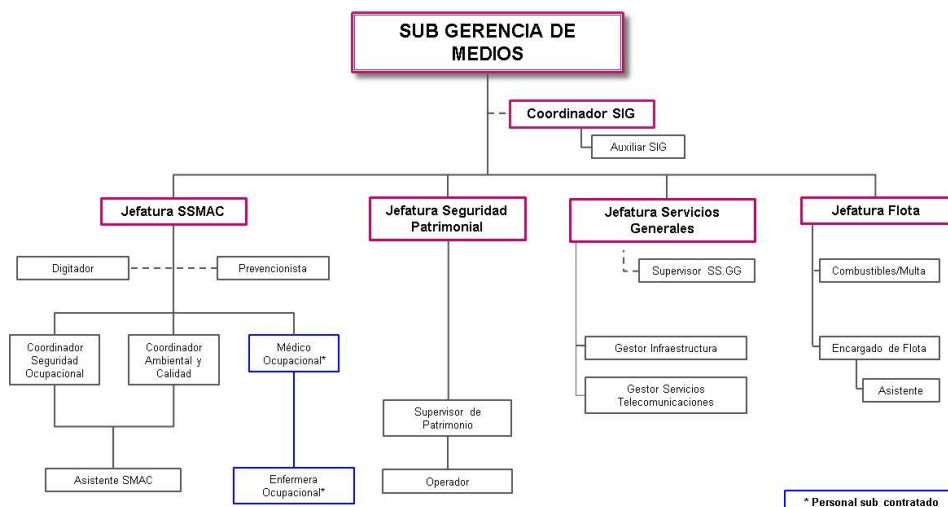 SUB GERENCIA DE
MEDIOS
Coordinador SIG
Auxiliar SIG
Jefatura SSMAC
Jefatura Seguridad
Patrimonial
Jefatura Servicios
Generales
Jefatura Flota
Digitador
Prevencionista
Supervisor SS.GG
Combustibles/Multa
Coordinador
Seguridad
Ocupacional
Coordinador
Ambiental y
Calidad
Médico
Ocupacional*
Gestor Infraestructura
Encargado de Flota
Gestor Servicios
Telecomunicaciones
Asistente
Supervisor de
Patrimonio
Asistente SMAC
Enfermera
Ocupacional*
Operador
* Personal sub contratado